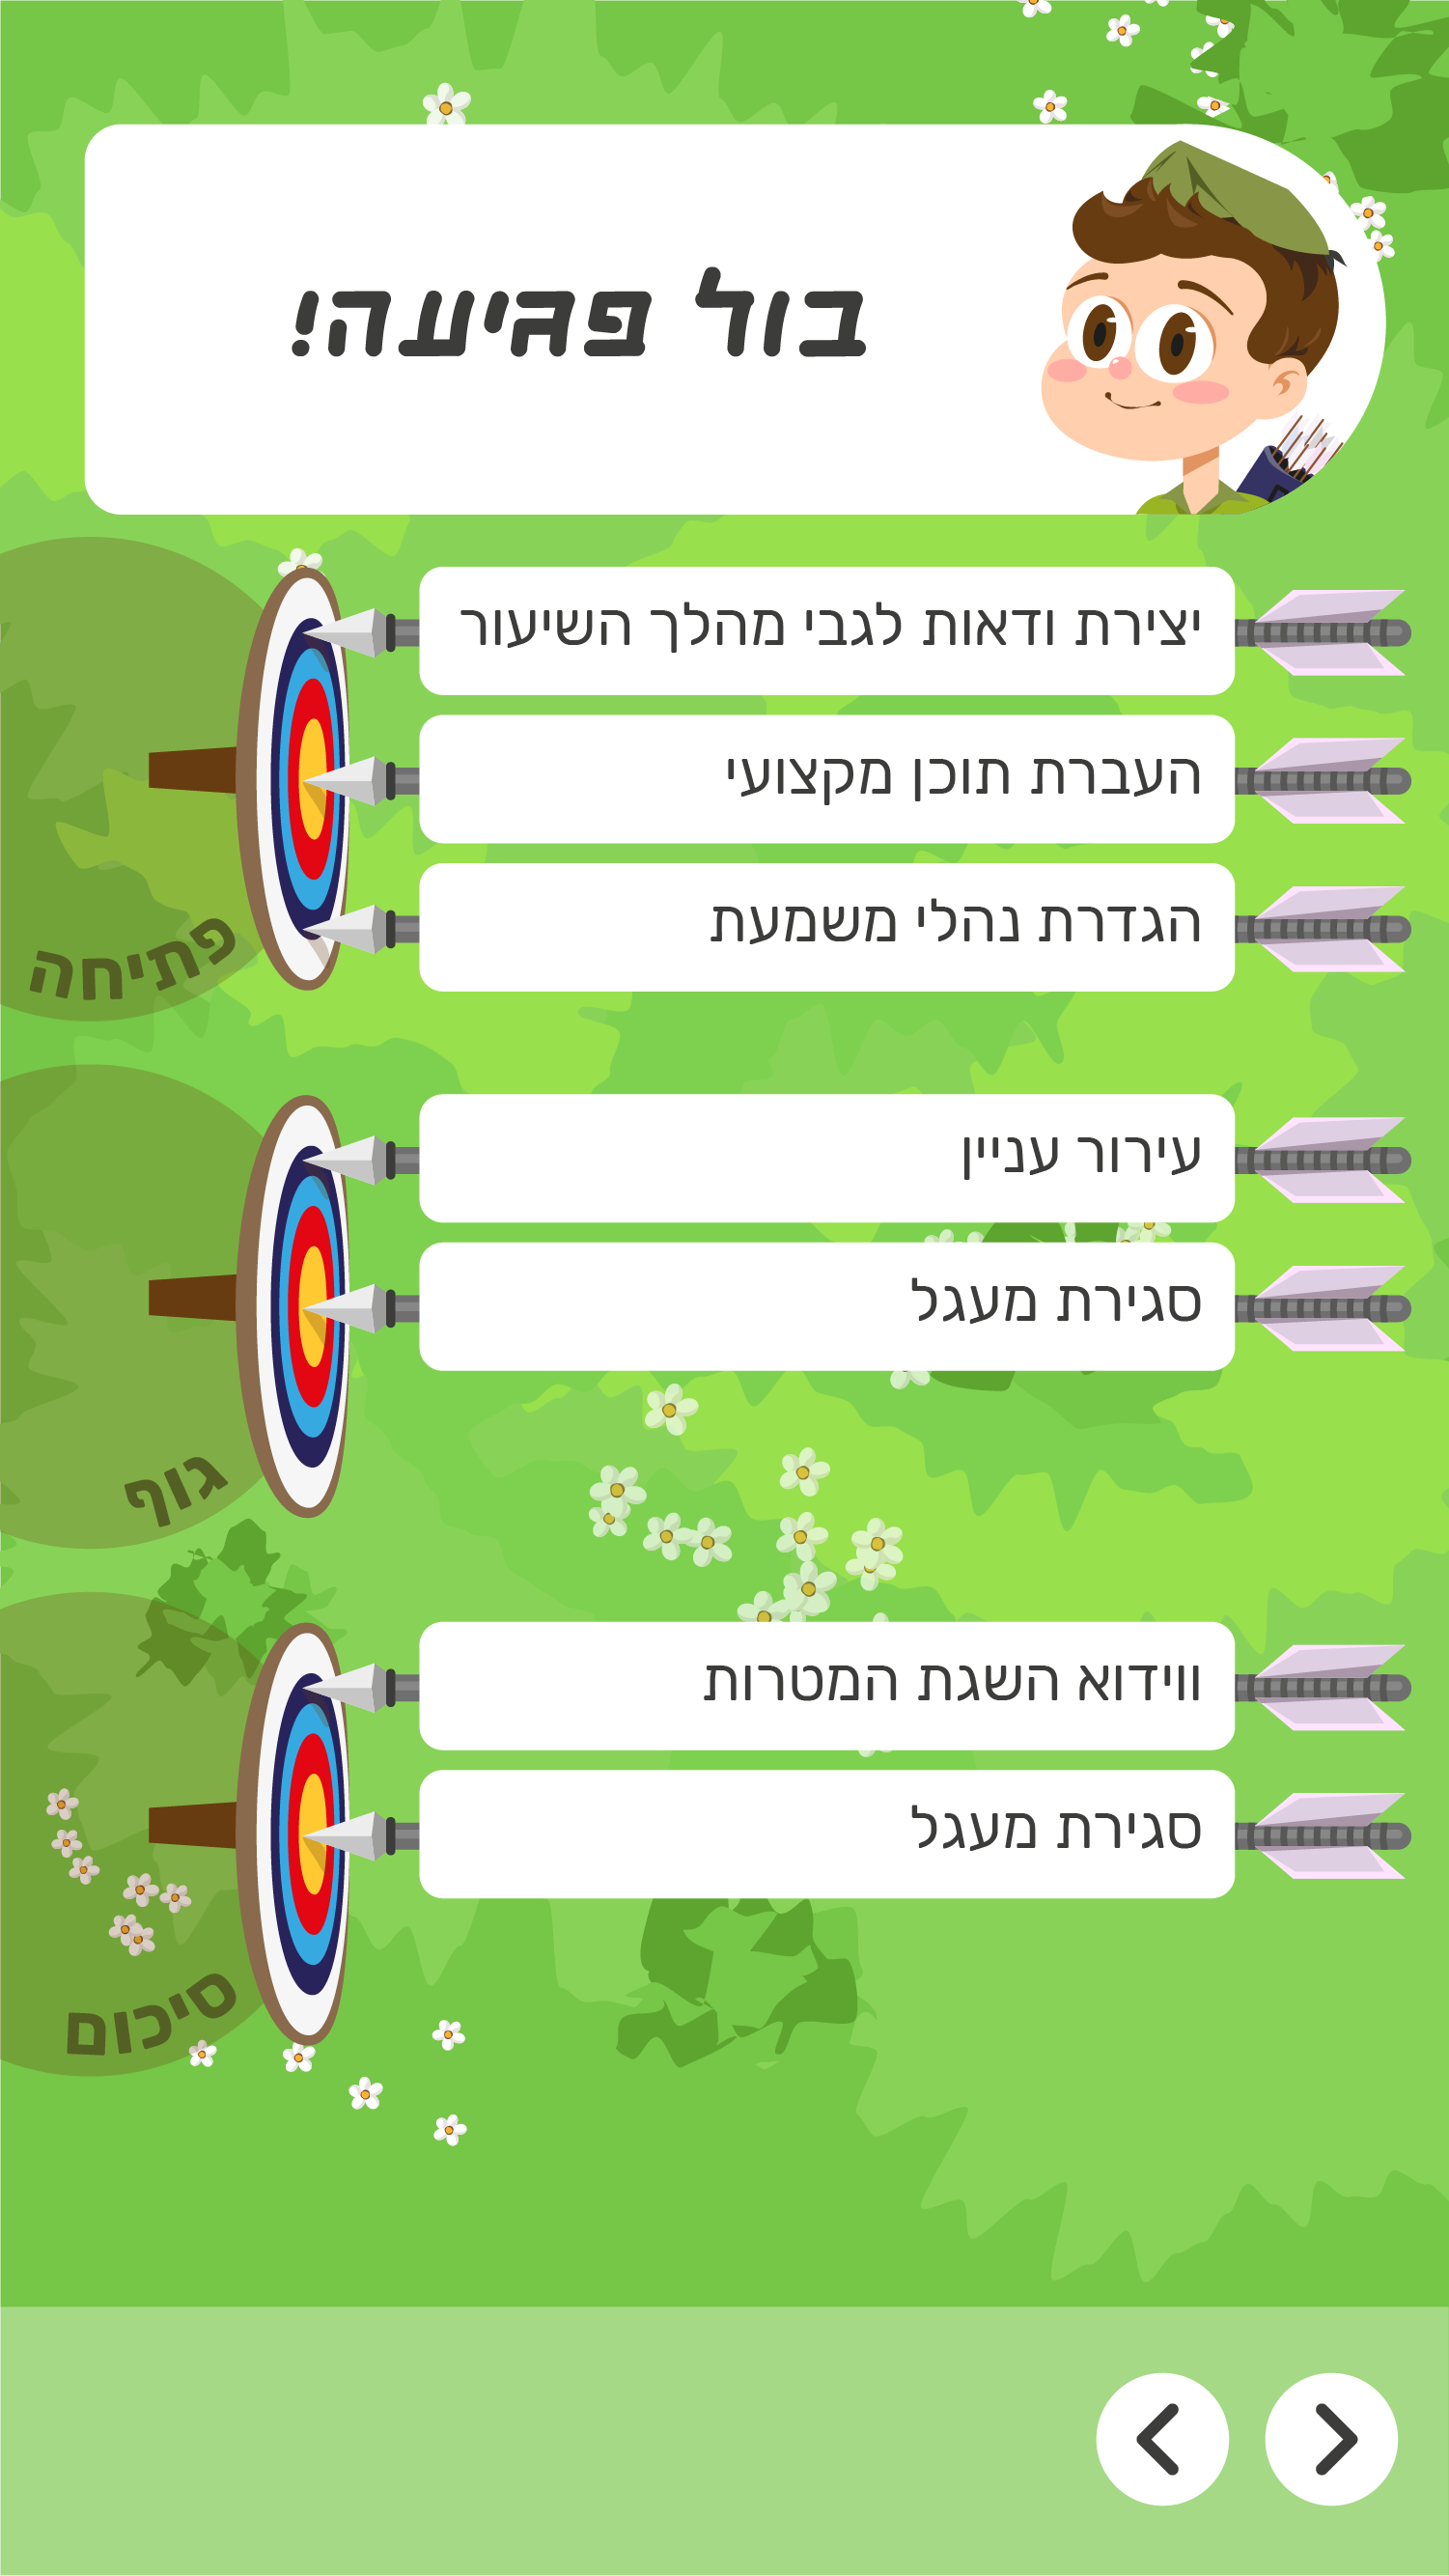 בול פגיעה!
יצירת ודאות לגבי מהלך השיעור
העברת תוכן מקצועי
הגדרת נהלי משמעת
פתיחה
עירור עניין
סגירת מעגל
גוף
ווידוא השגת המטרות
סגירת מעגל
סיכום